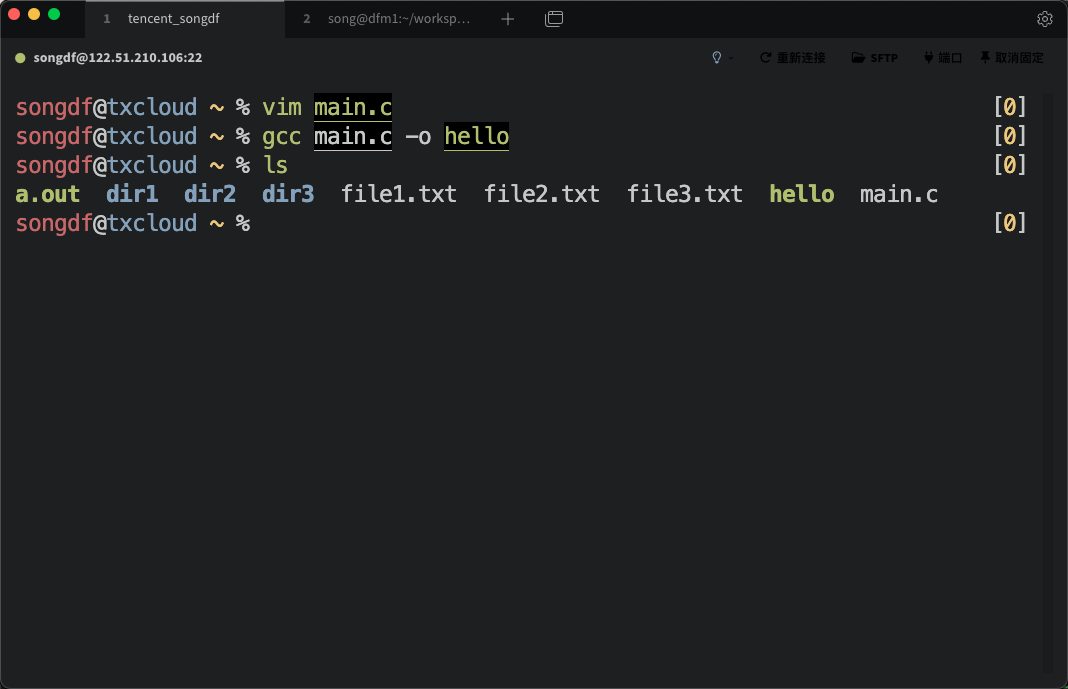 1 tencent_songdf 2 song@dfm1:~/worksp...
songdf@122.51.210.106:22 重新连接 SFTP 端口 取消固定
songdf@txcloud ~ % vim main.c [0]
songdf@txcloud ~ % gcc main.c -o hello [0]
songdf@txcloud ~ % ls [0]
a.out dir1 dir2 dir3 file1.txt file2.txt file3.txt hello main.c
songdf@txcloud ~ % [0]